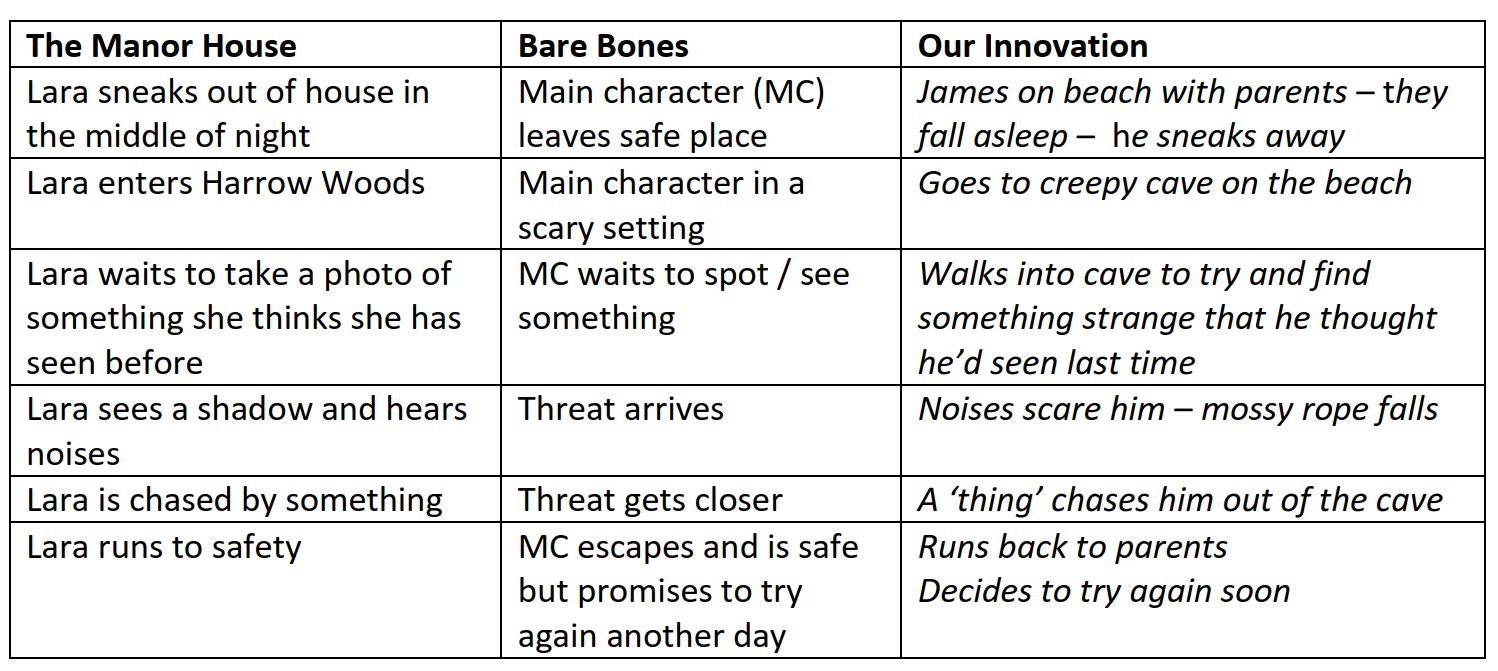 The Manor House
Bare Bones
Our Innovation
Lara sneaks out of house in
the middle of night
Main character (MC)
leaves safe place
James on beach with parents – they
fall asleep –  he sneaks away
Lara enters Harrow Woods
Main character in a
scary setting
Goes to creepy cave on the beach
Lara waits to take a photo of
something she thinks she has
seen before
MC waits to spot / see
something
Walks into cave to try and find
something strange that he thought
he’d seen last time
Lara sees a shadow and hears
noises
Threat arrives
Noises scare him – mossy rope falls
Lara is chased by something
Threat gets closer
A ‘thing’ chases him out of the cave
Lara runs to safety
MC escapes and is safe
but promises to try
again another day
Runs back to parents
Decides to try again soon